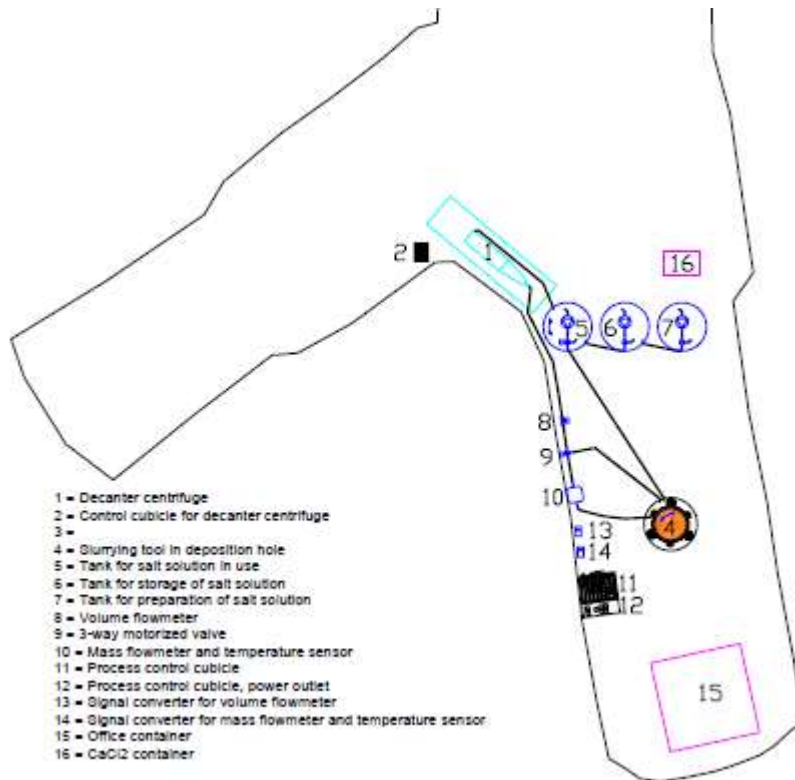 1
2
16
5
6
7
8
9
10
4
13
14
11
12
15
1 = Decanter centrifuge
2 = Control cubicle for decanter centrifuge
3 =
4 = Slurrying tool in deposition hole
5 = Tank for salt solution in use
6 = Tank for storage of salt solution
7 = Tank for preparation of salt solution
8 = Volume flowmeter
9 = 3-way motorized valve
10 = Mass flowmeter and temperature sensor
11 = Process control cubicle
12 = Process control cubicle, power outlet
13 = Signal converter for volume flowmeter
14 = Signal converter for mass flowmeter and temperature sensor
15 = Office container
16 = CaCl2 container